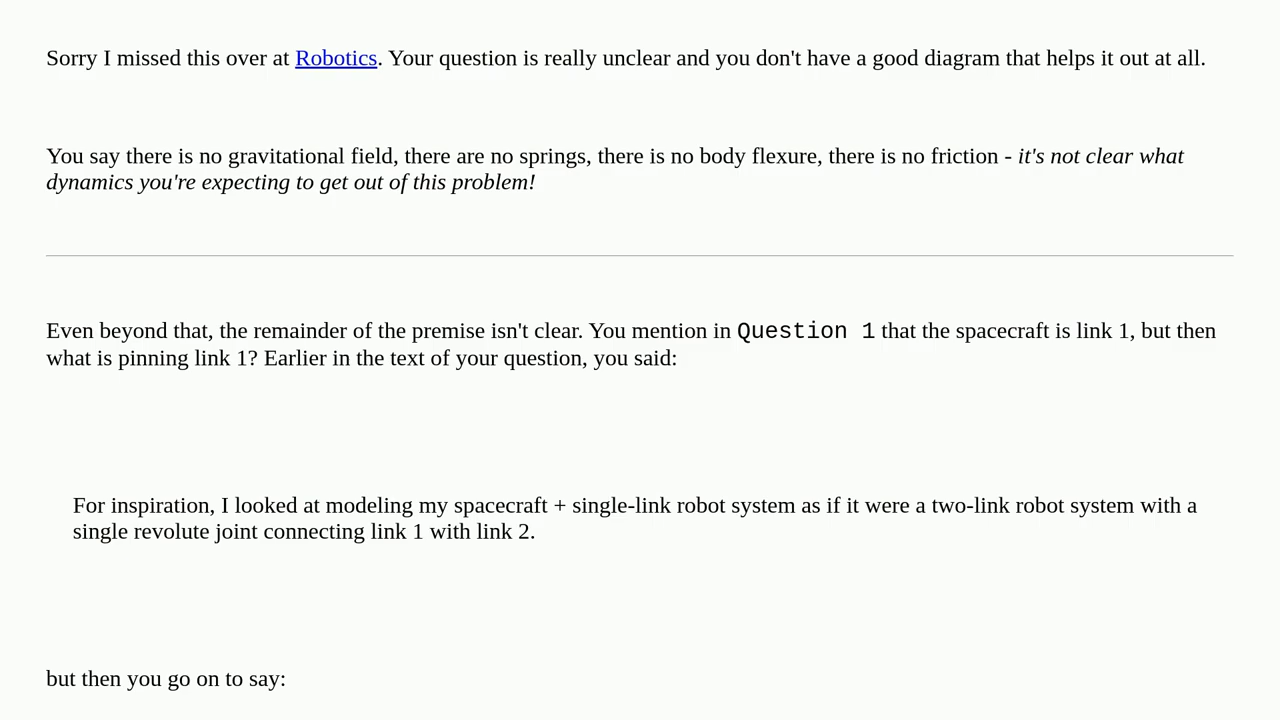 Sorry I missed this over at Robotics. Your question is really unclear and you don't have a good diagram that helps it out at all.
You say there is no gravitational field, there are no springs, there is no body flexure, there is no friction - it's not clear what
dynamics you're expecting to get out of this problem!
Even beyond that, the remainder of the premise isn't clear. You mention in Question 1 that the spacecraft is link 1, but then
what is pinning link 1? Earlier in the text of your question, you said:
For inspiration, I looked at modeling my spacecraft + single-link robot system as if it were a two-link robot system with a
single revolute joint connecting link 1 with link 2.
but then you go on to say: